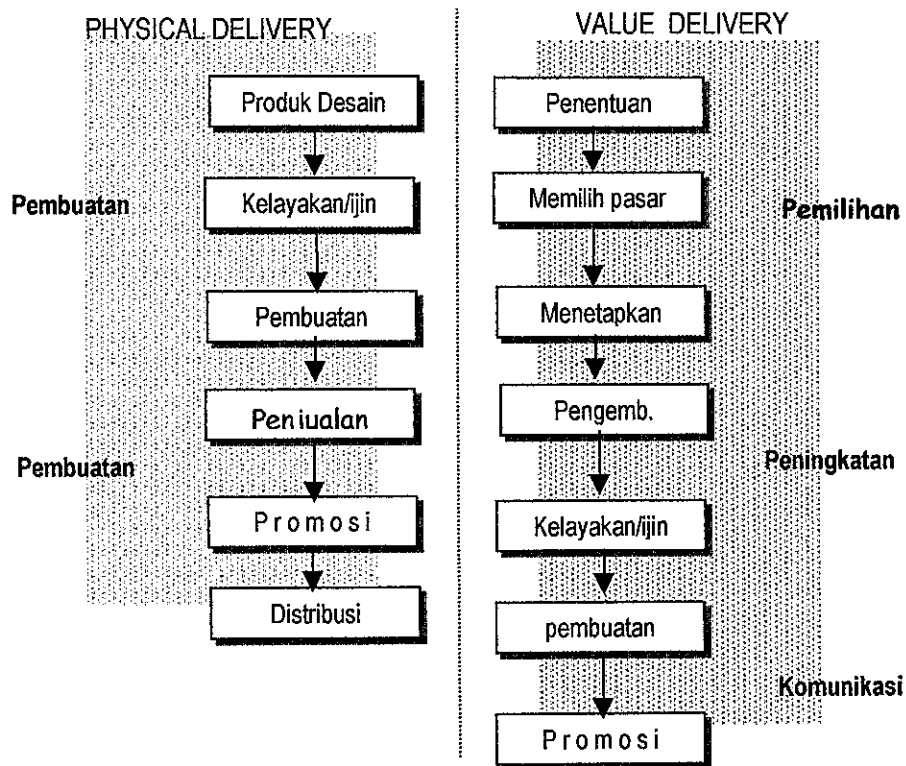 PHYSICAL DELIVERY
Produk Desain
Pembuatan
Kelayakan/ijin
Pembuatan
Peniualan
Pembuatan
Promosi
Distribusi
VALUE DELIVERY
Penentuan
Memilih pasar
Pemilihan
Menetapkan
Pengemb.
Peningkatan
Kelayakan/ijin
pembuatan
Komunikasi
Promosi